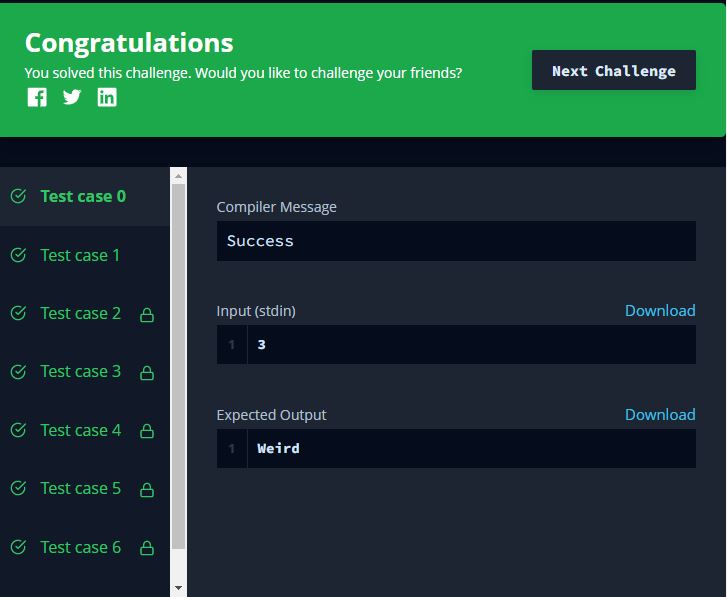 Congratulations
You solved this challenge. Would you like to challenge your friends?
Next Challenge
Test case 0
Test case 1
Test case 2
Test case 3
Test case 4
Test case 5
Test case 6
Compiler Message
Success
Input (stdin)
Download
1 3
Expected Output
Download
1 Weird